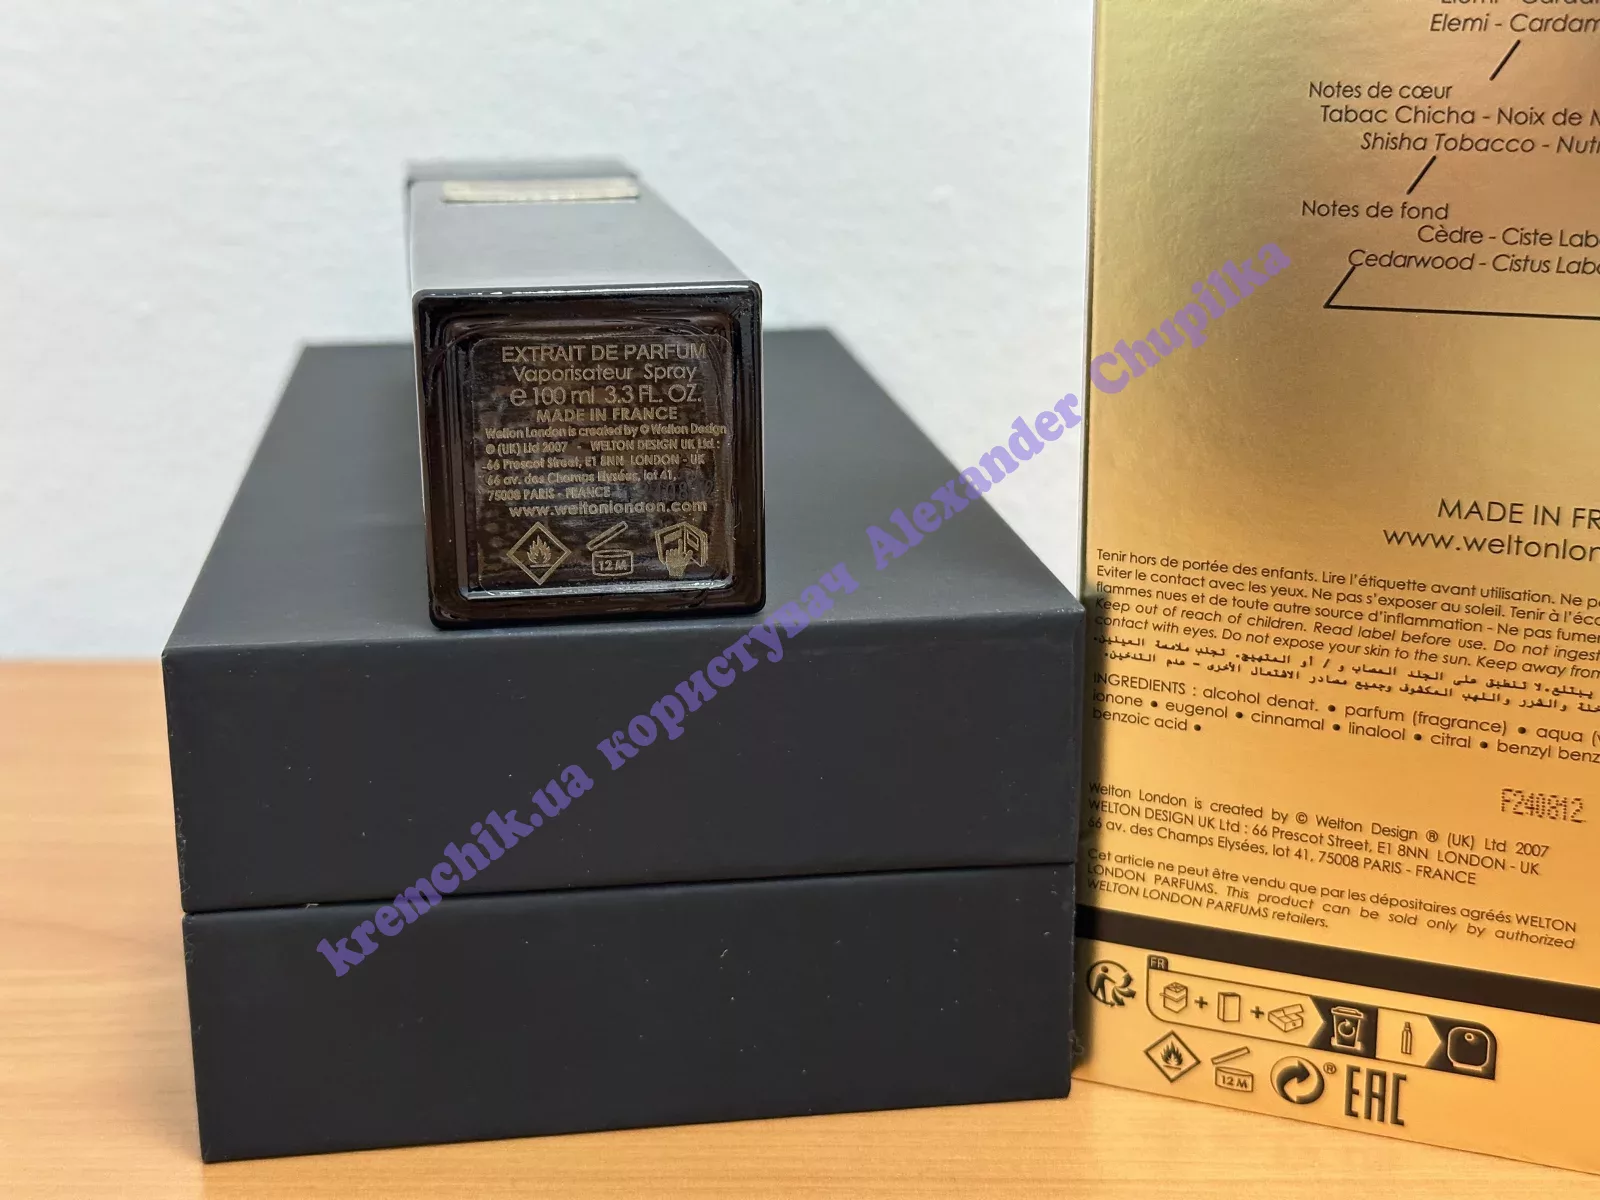 EXTRAIT DE PARFUM
Vaporisateur Spray
e 100 ml 3.3 FL. OZ.
MADE IN FRANCE
Welton London is created by © Welton Design
® (UK) Ltd 2007 - WELTON DESIGN UK Ltd :
66 Prescot Street, E1 8NN LONDON - UK
66 av. des Champs Elysées, lot 41,
75008 PARIS - FRANCE
www.weltonlondon.com
12 M
Elemi - Cardam
Notes de cœur
Tabac Chicha - Noix de M
Shisha Tobacco - Nutm
Notes de fond
Cèdre - Ciste Lab
Cedarwood - Cistus Lab
MADE IN FR
www.weltonlon
Tenir hors de portée des enfants. Lire l'étiquette avant utilisation. Ne p
Eviter le contact avec les yeux. Ne pas s'exposer au soleil. Tenir à l'éca
flammes nues et de toute autre source d'inflammation - Ne pas fumer
Keep out of reach of children. Read label before use. Do not ingest
contact with eyes. Do not expose your skin to the sun. Keep away from
INGREDIENTS : alcohol denat. • parfum (fragrance) • aqua (
ionone • eugenol • cinnamal • linalool • citral • benzyl benz
benzoic acid •
F240812
Welton London is created by © Welton Design ® (UK) Ltd 2007
WELTON DESIGN UK Ltd : 66 Prescot Street, E1 8NN LONDON - UK
66 av. des Champs Elysées, lot 41, 75008 PARIS - FRANCE
Cet article ne peut être vendu que par les dépositaires agréés WELTON
LONDON PARFUMS. This product can be sold only by authorized
WELTON LONDON PARFUMS retailers.
FR
12 M
® EAC
kremchik.ua користувач Alexander Chupilka